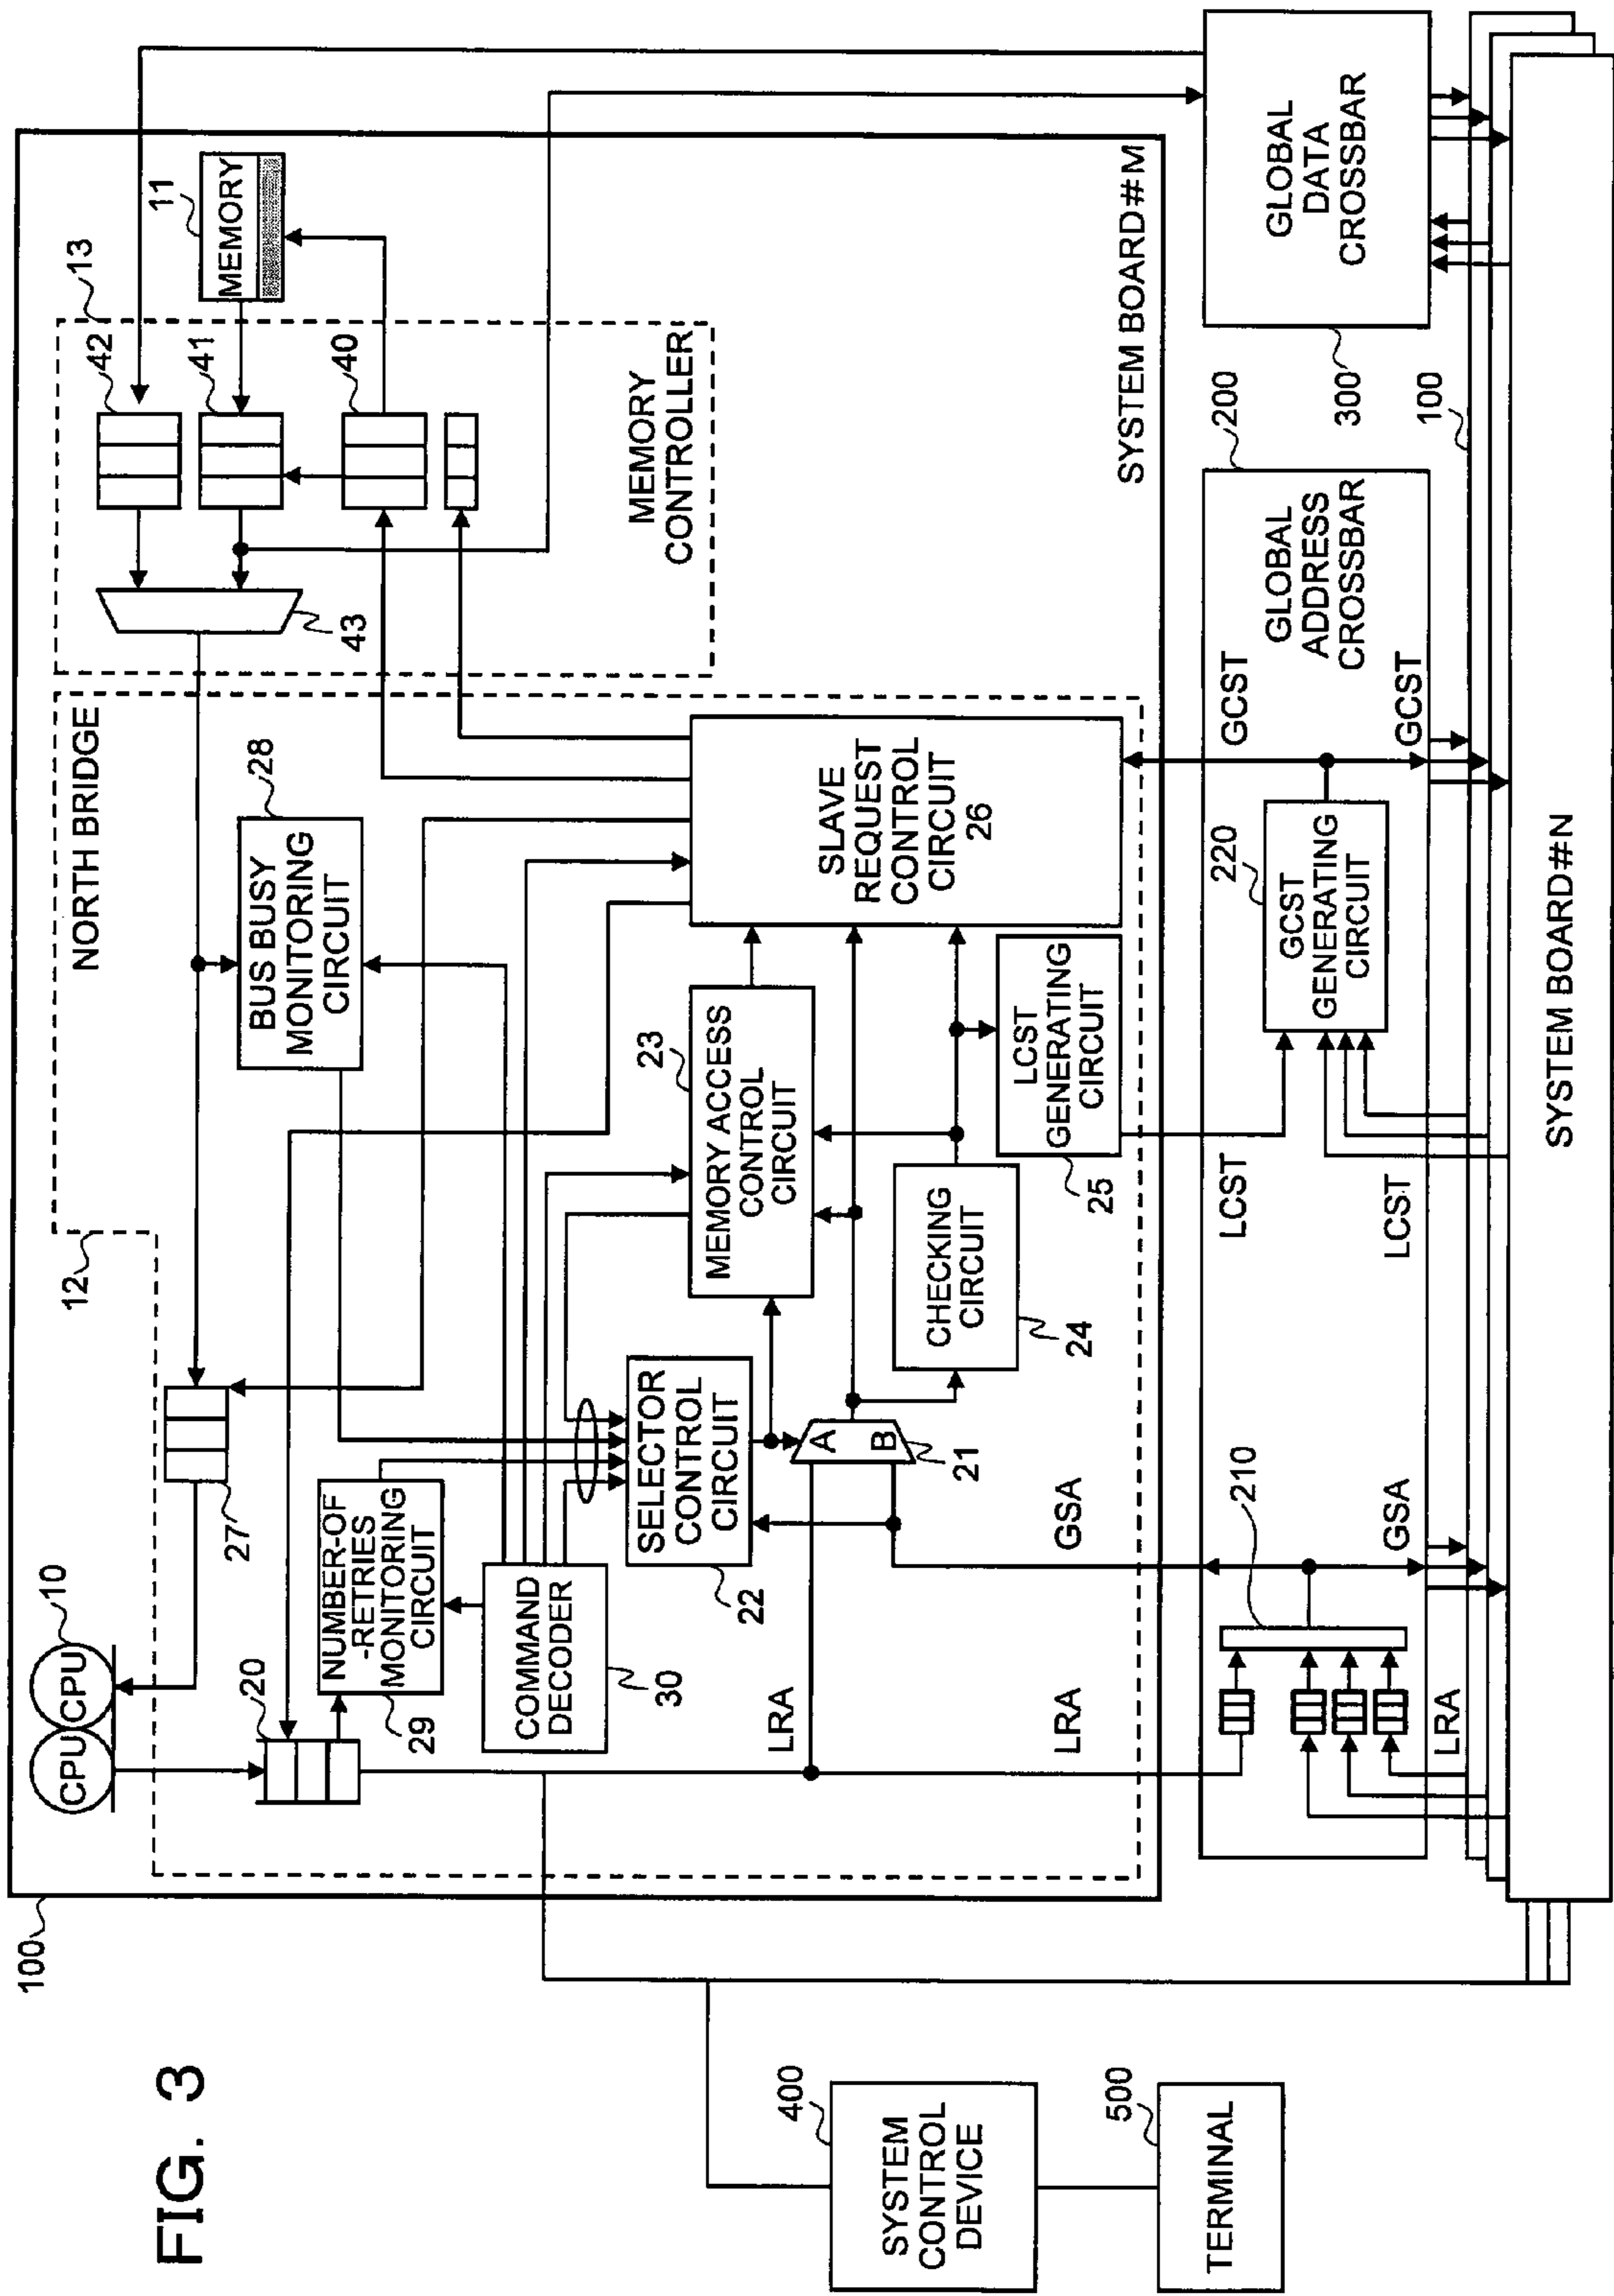 FIG. 3
100
SYSTEM BOARD#M
CPU
CPU
10
12
NORTH BRIDGE
20
27
NUMBER-OF
-RETRIES
MONITORING
CIRCUIT
29
BUS BUSY
MONITORING
CIRCUIT
28
COMMAND
DECODER
30
SELECTOR
CONTROL
CIRCUIT
22
A
B
21
MEMORY ACCESS
CONTROL
CIRCUIT
23
CHECKING
CIRCUIT
24
LCST
GENERATING
CIRCUIT
25
SLAVE
REQUEST
CONTROL
CIRCUIT
26
LRA
LRA
GSA
MEMORY
CONTROLLER
13
MEMORY
11
42
41
40
43
GLOBAL
ADDRESS
CROSSBAR
200
210
LRA
GSA
LCST
LCST
GCST
GENERATING
CIRCUIT
220
GCST
GCST
GLOBAL
DATA
CROSSBAR
300
100
SYSTEM BOARD#N
SYSTEM
CONTROL
DEVICE
400
TERMINAL
500